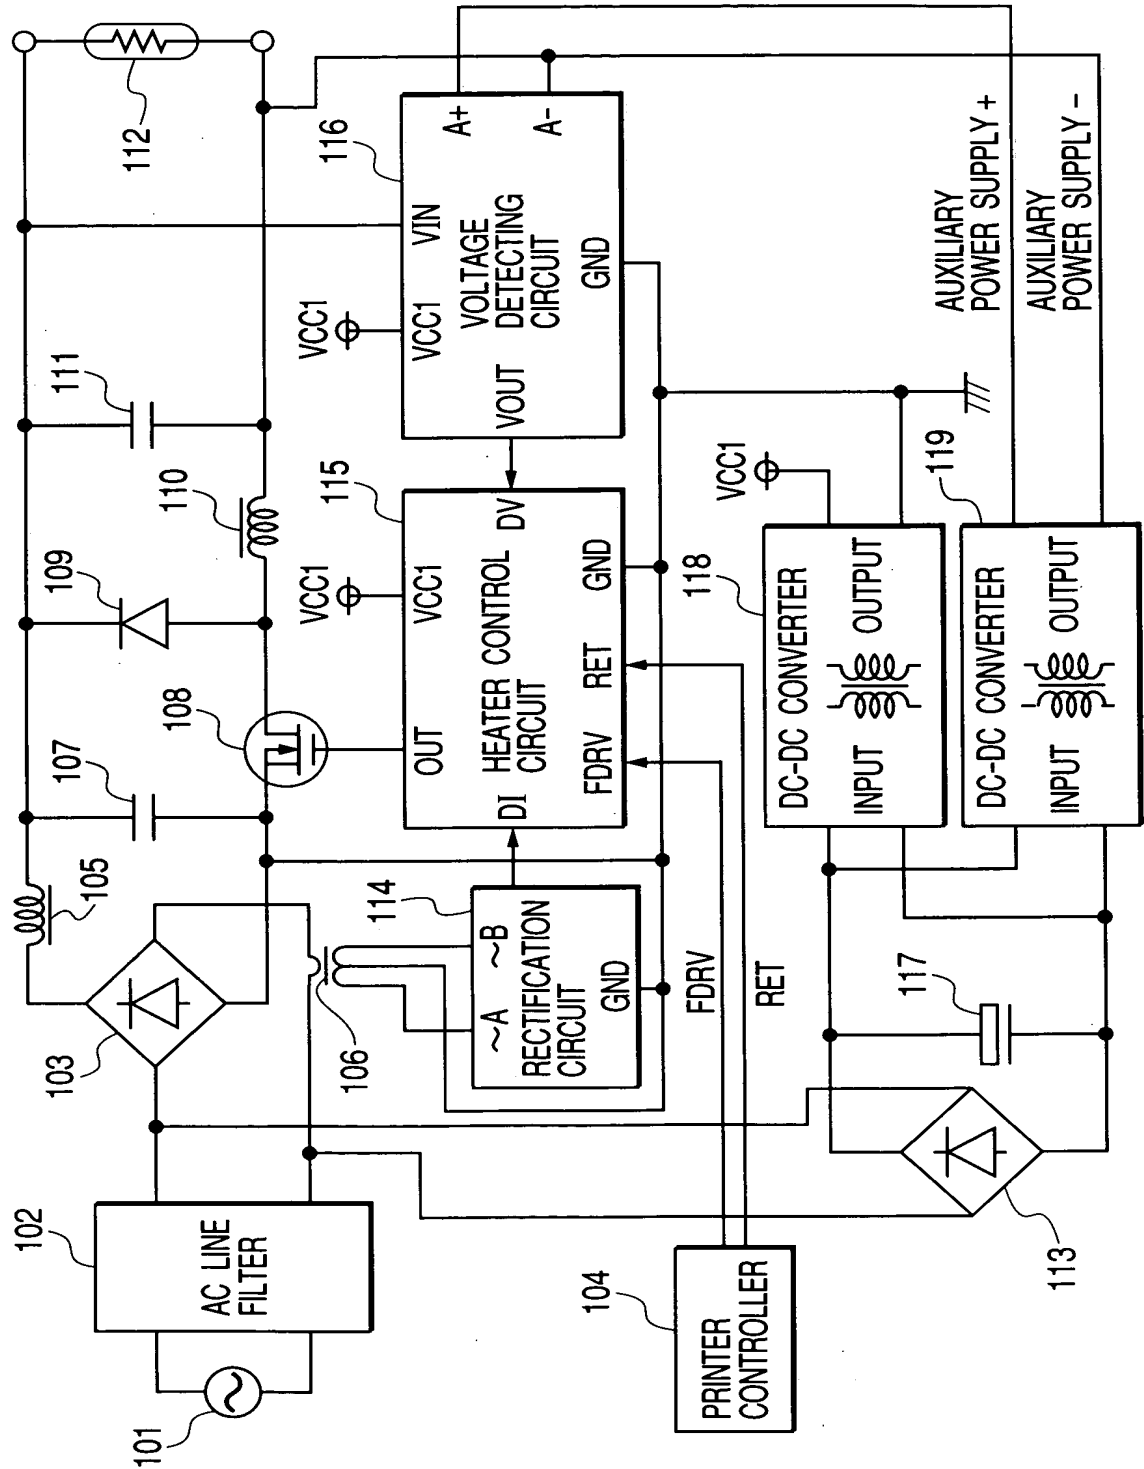 101
102
AC LINE
FILTER
103
105
107
108
109
110
111
112
106
114
~A ~B
RECTIFICATION
CIRCUIT
GND
115
OUT VCC1
DI
HEATER CONTROL
CIRCUIT
DV
FDRV RET GND
VCC1
116
VCC1 VIN
A+
A-
VOUT
VOLTAGE
DETECTING
CIRCUIT
GND
VCC1
104
PRINTER
CONTROLLER
FDRV
RET
113
117
118
DC-DC CONVERTER
INPUT OUTPUT
VCC1
119
DC-DC CONVERTER
INPUT OUTPUT
AUXILIARY
POWER SUPPLY +
AUXILIARY
POWER SUPPLY -